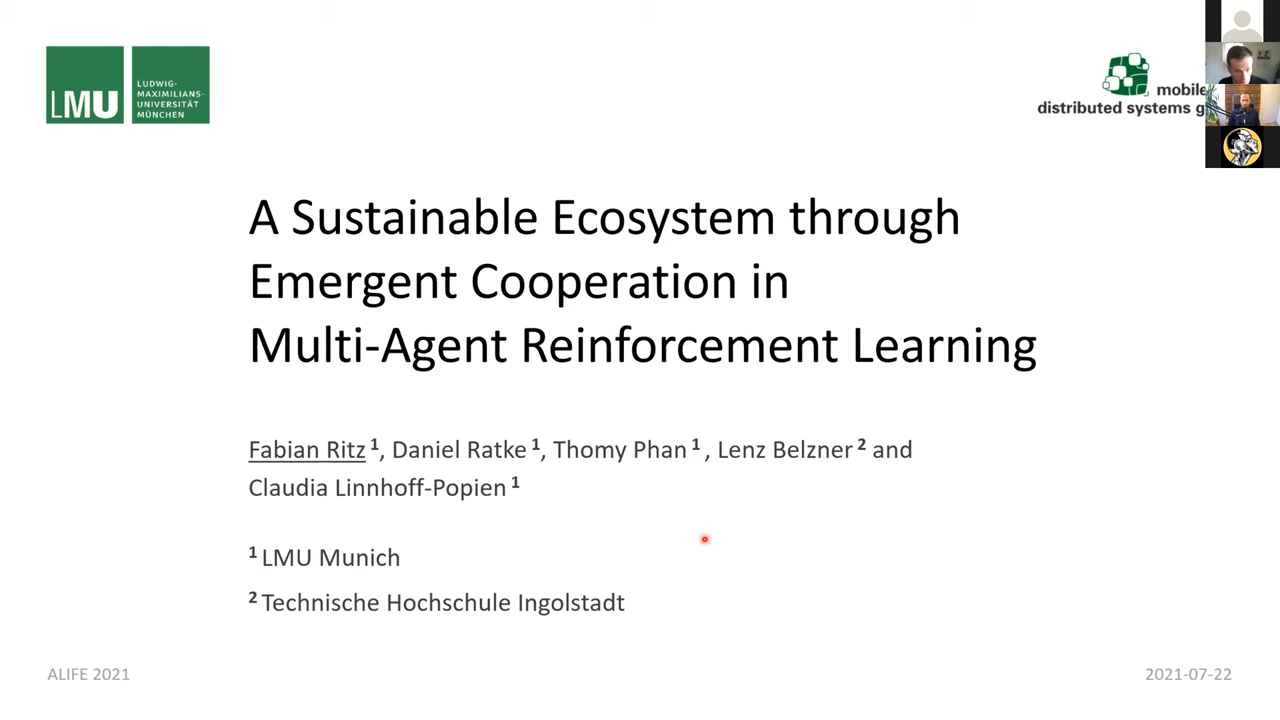 LMU
LUDWIG-
MAXIMILIANS-
UNIVERSITÄT
MÜNCHEN
mobile
distributed systems g
A Sustainable Ecosystem through
Emergent Cooperation in
Multi-Agent Reinforcement Learning
Fabian Ritz 1, Daniel Ratke 1, Thomy Phan 1, Lenz Belzner 2 and
Claudia Linnhoff-Popien 1
1 LMU Munich
2 Technische Hochschule Ingolstadt
ALIFE 2021
2021-07-22